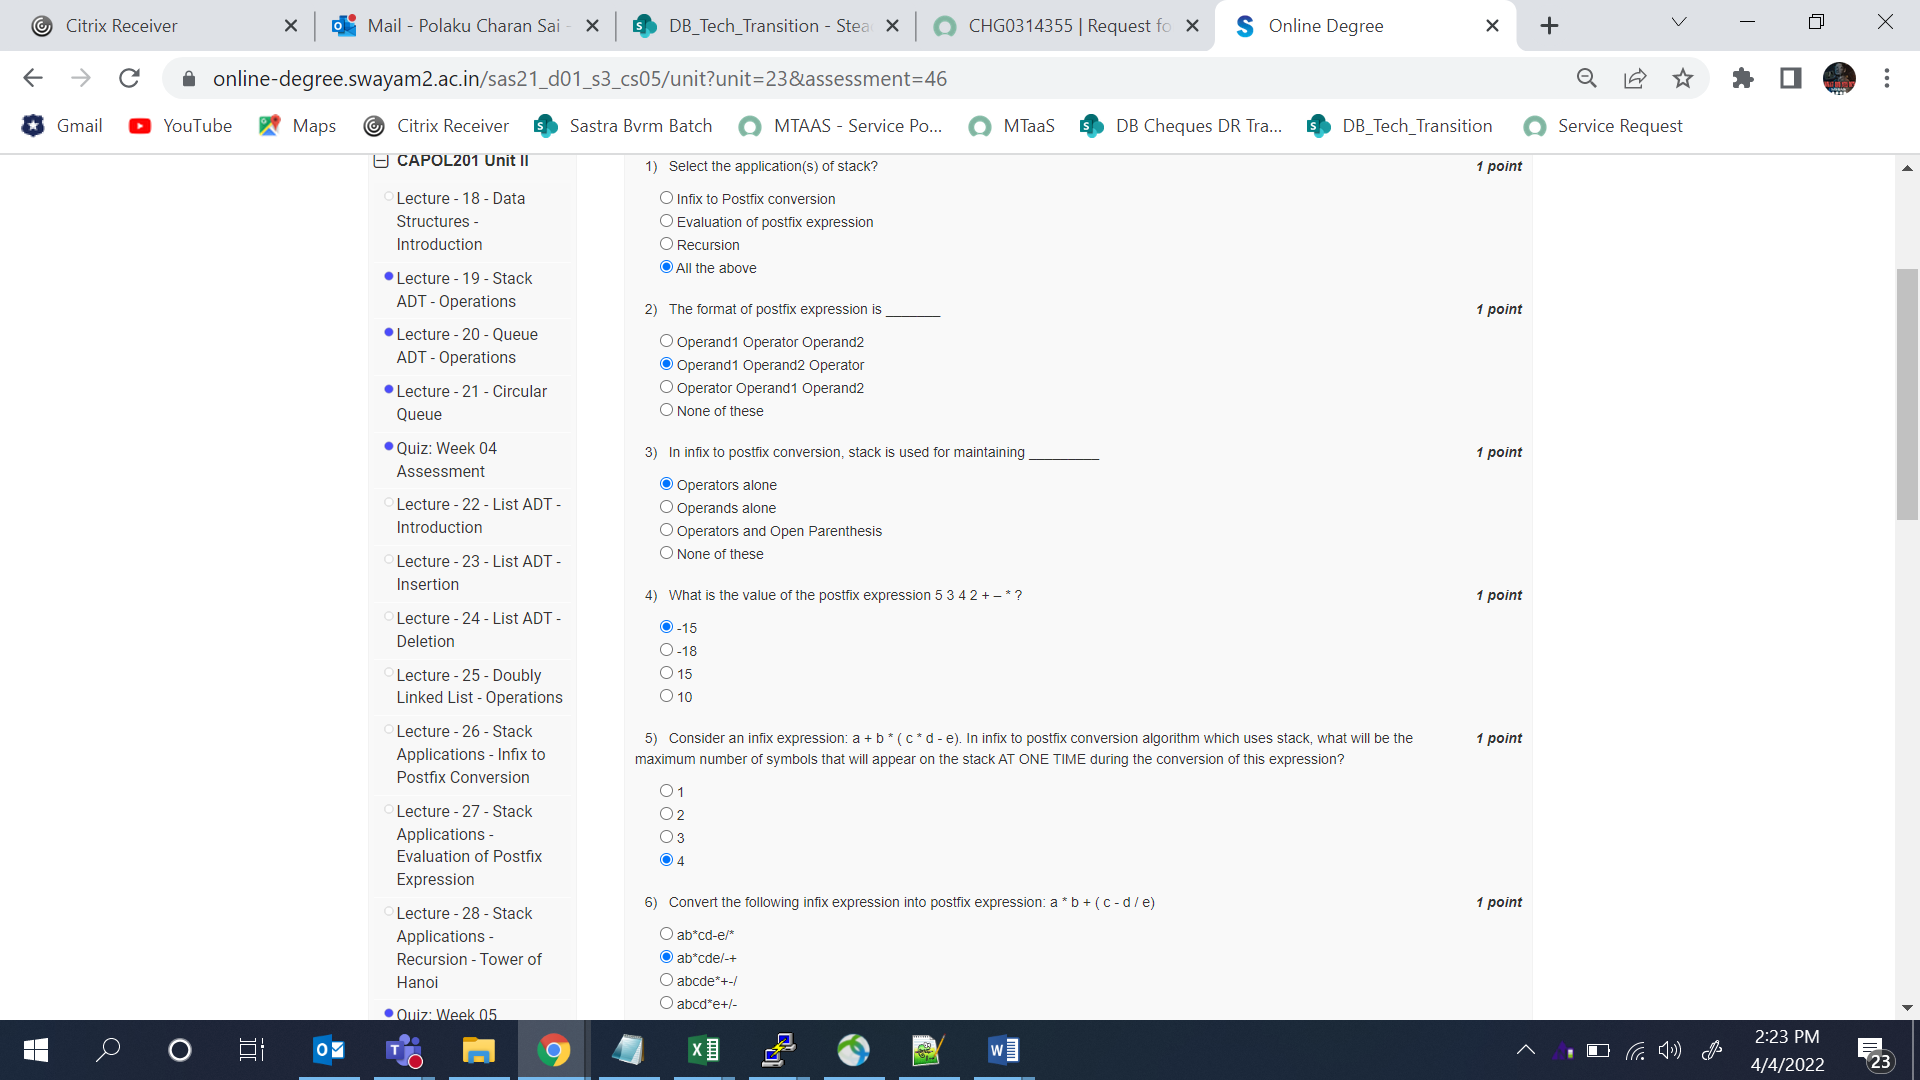 Citrix Receiver
Mail - Polaku Charan Sai -
DB_Tech_Transition - Stea
CHG0314355 | Request fo
Online Degree
online-degree.swayam2.ac.in/sas21_d01_s3_cs05/unit?unit=23&assessment=46
Gmail
YouTube
Maps
Citrix Receiver
Sastra Bvrm Batch
MTAAS - Service Po...
MTaaS
DB Cheques DR Tra...
DB_Tech_Transition
Service Request
CAPOL201 Unit II
Lecture - 18 - Data
Structures -
Introduction
Lecture - 19 - Stack
ADT - Operations
Lecture - 20 - Queue
ADT - Operations
Lecture - 21 - Circular
Queue
Quiz: Week 04
Assessment
Lecture - 22 - List ADT -
Introduction
Lecture - 23 - List ADT -
Insertion
Lecture - 24 - List ADT -
Deletion
Lecture - 25 - Doubly
Linked List - Operations
Lecture - 26 - Stack
Applications - Infix to
Postfix Conversion
Lecture - 27 - Stack
Applications -
Evaluation of Postfix
Expression
Lecture - 28 - Stack
Applications -
Recursion - Tower of
Hanoi
Quiz: Week 05
1) Select the application(s) of stack? 1 point
Infix to Postfix conversion
Evaluation of postfix expression
Recursion
All the above
2) The format of postfix expression is _______ 1 point
Operand1 Operator Operand2
Operand1 Operand2 Operator
Operator Operand1 Operand2
None of these
3) In infix to postfix conversion, stack is used for maintaining _________ 1 point
Operators alone
Operands alone
Operators and Open Parenthesis
None of these
4) What is the value of the postfix expression 5 3 4 2 + – * ? 1 point
-15
-18
15
10
5) Consider an infix expression: a + b * ( c * d - e). In infix to postfix conversion algorithm which uses stack, what will be the 1 point
maximum number of symbols that will appear on the stack AT ONE TIME during the conversion of this expression?
1
2
3
4
6) Convert the following infix expression into postfix expression: a * b + ( c - d / e) 1 point
ab*cd-e/*
ab*cde/-+
abcde*+-/
abcd*e+/-
2:23 PM
4/4/2022
23